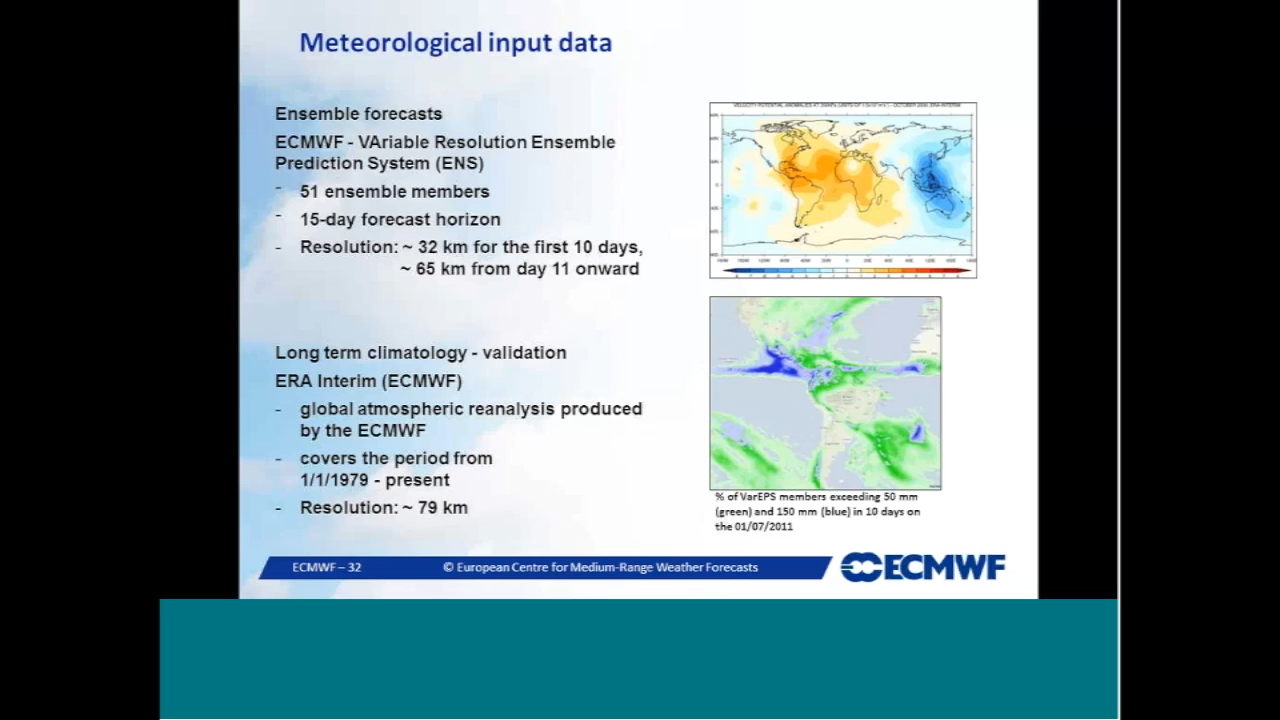 Meteorological input data
Ensemble forecasts
ECMWF - VAriable Resolution Ensemble
Prediction System (ENS)
- 51 ensemble members
- 15-day forecast horizon
- Resolution: ~ 32 km for the first 10 days,
~ 65 km from day 11 onward
Long term climatology - validation
ERA Interim (ECMWF)
- global atmospheric reanalysis produced
by the ECMWF
- covers the period from
1/1/1979 - present
- Resolution: ~ 79 km
% of VarEPS members exceeding 50 mm
(green) and 150 mm (blue) in 10 days on
the 01/07/2011
ECMWF – 32
© European Centre for Medium-Range Weather Forecasts
ECMWF